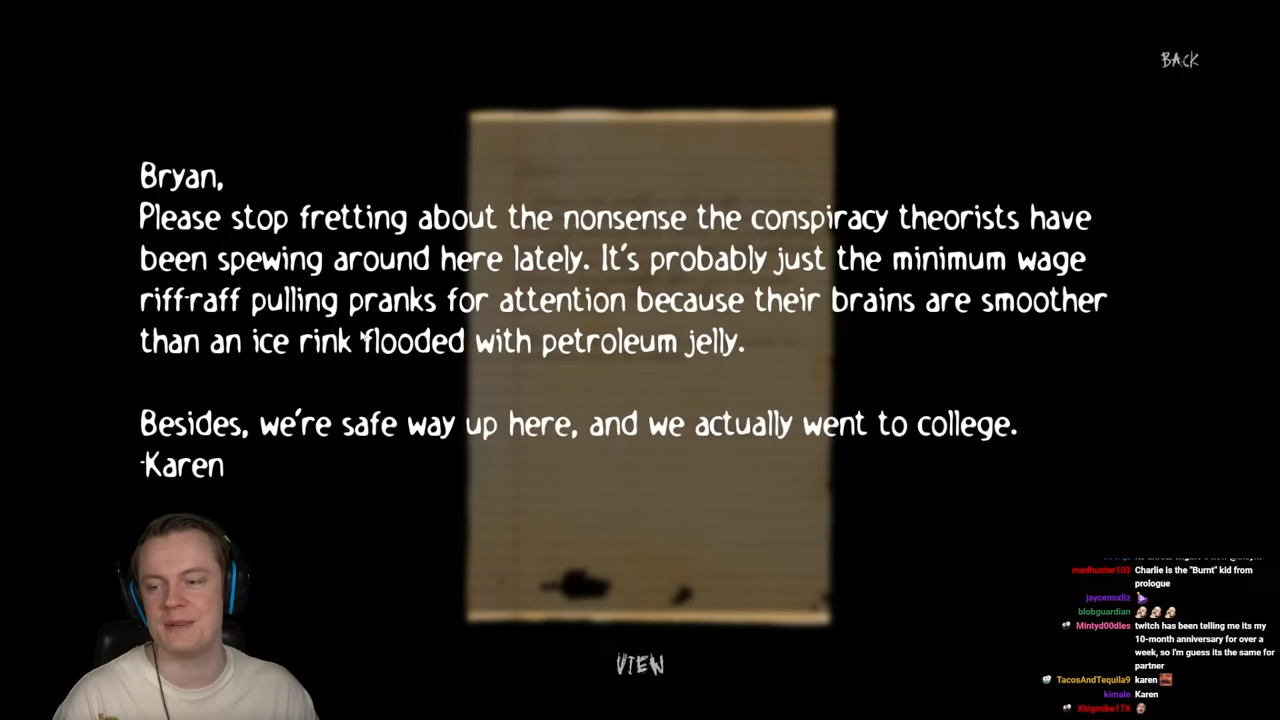 BACK
Bryan,
Please stop fretting about the nonsense the conspiracy theorists have
been spewing around here lately. It's probably just the minimum wage
riff-raff pulling pranks for attention because their brains are smoother
than an ice rink flooded with petroleum jelly.
Besides, we're safe way up here, and we actually went to college.
-Karen
VIEW
madhunter103 Charlie is the "Burnt" kid from
prologue
jaycenoxllz
blobguardian
Mintyd00dles twitch has been telling me its my
10-month anniversary for over a
week, so I'm guess its the same for
partner
TacosAndTequila9 karen
kimale Karen
Xbigmike17X